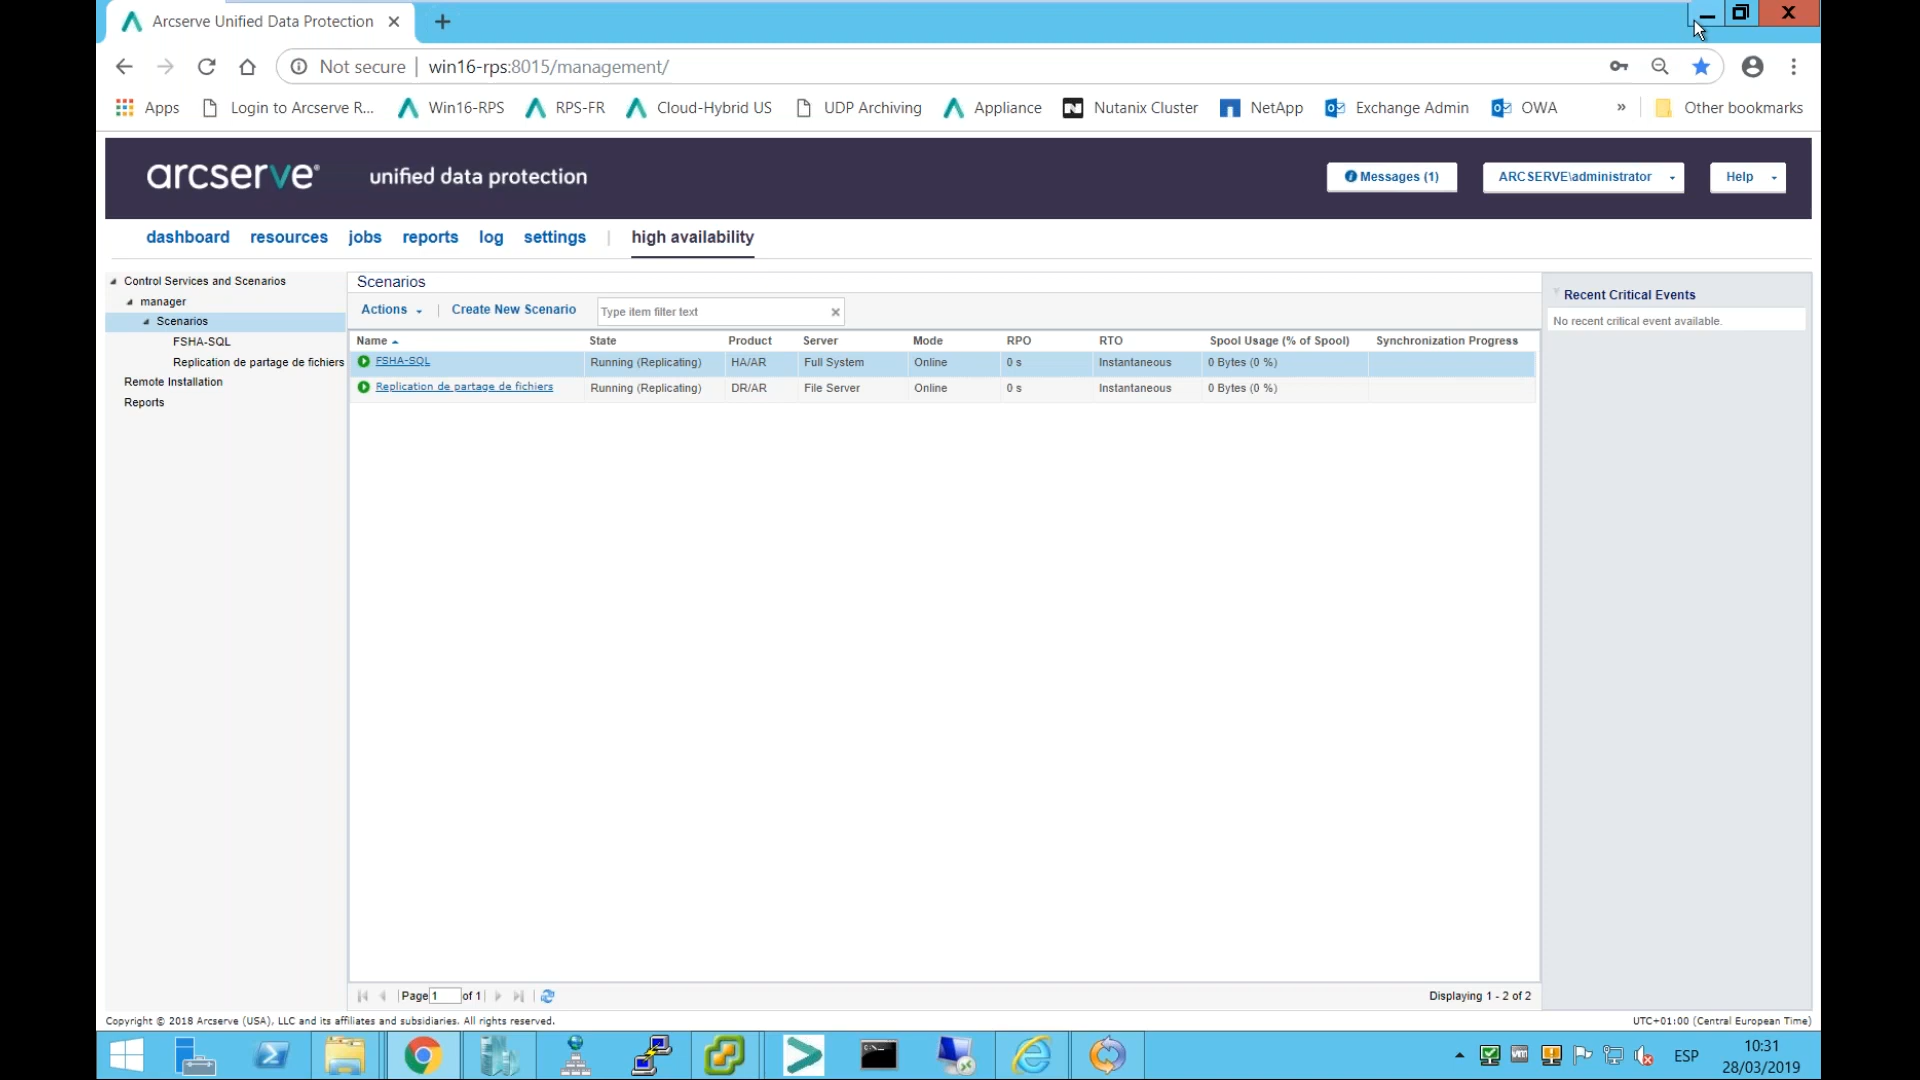 Arcserve Unified Data Protection
Not secure | win16-rps:8015/management/
Apps Login to Arcserve R... Win16-RPS RPS-FR Cloud-Hybrid US UDP Archiving Appliance Nutanix Cluster NetApp Exchange Admin OWA » Other bookmarks
arcserve® unified data protection Messages (1) ARCSERVE\administrator Help
dashboard resources jobs reports log settings | high availability
Control Services and Scenarios
manager
Scenarios
FSHA-SQL
Replication de partage de fichiers
Remote Installation
Reports
Scenarios
Actions | Create New Scenario Type item filter text
Name State Product Server Mode RPO RTO Spool Usage (% of Spool) Synchronization Progress
FSHA-SQL Running (Replicating) HA/AR Full System Online 0 s Instantaneous 0 Bytes (0 %)
Replication de partage de fichiers Running (Replicating) DR/AR File Server Online 0 s Instantaneous 0 Bytes (0 %)
Recent Critical Events
No recent critical event available.
Page 1 of 1 Displaying 1 - 2 of 2
Copyright © 2018 Arcserve (USA), LLC and its affiliates and subsidiaries. All rights reserved. UTC+01:00 (Central European Time)
ESP 10:31
28/03/2019